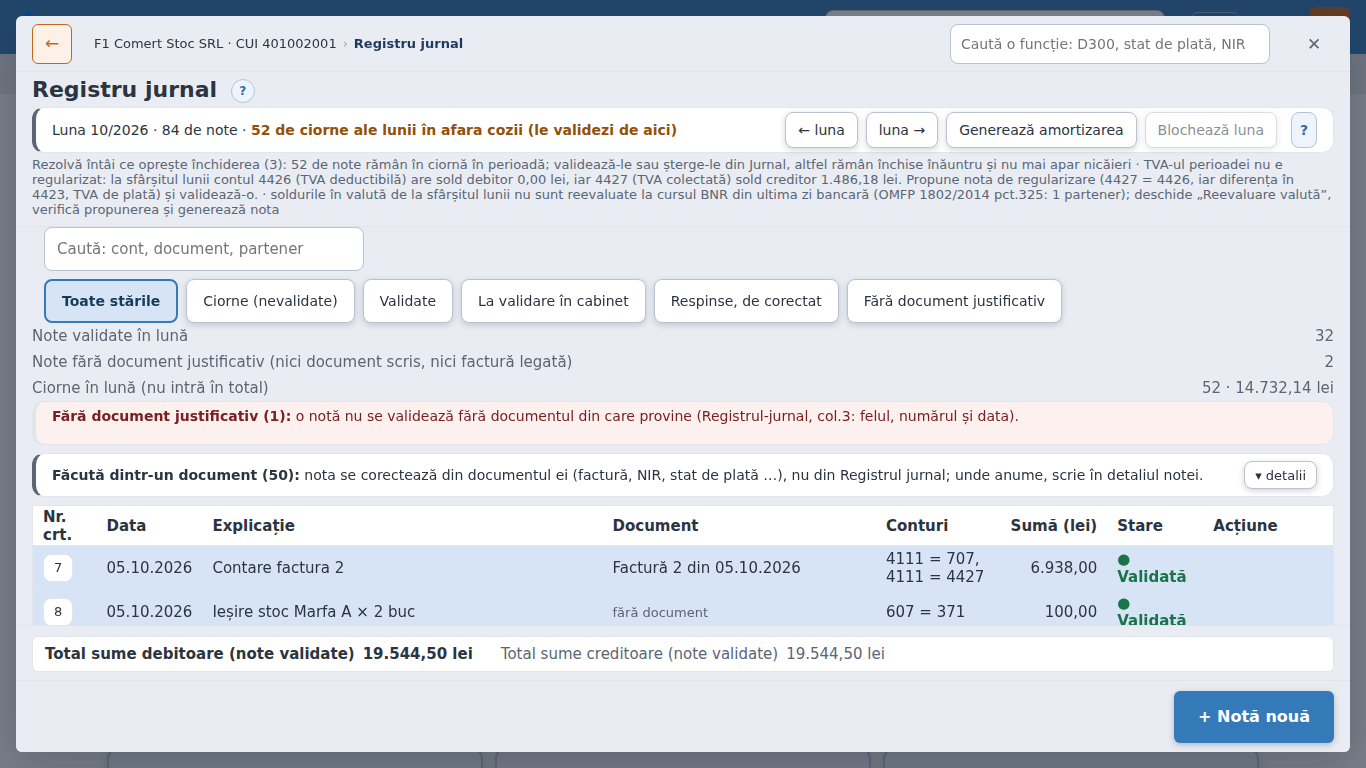 ←
F1 Comert Stoc SRL · CUI 401002001 › Registru jurnal
Caută o funcție: D300, stat de plată, NIR
✕
Registru jurnal ?
Luna 10/2026 · 84 de note · 52 de ciorne ale lunii în afara cozii (le validezi de aici)
← luna
luna →
Generează amortizarea
Blochează luna
?
Rezolvă întâi ce oprește închiderea (3): 52 de note rămân în ciornă în perioadă; validează-le sau șterge-le din Jurnal, altfel rămân închise înăuntru și nu mai apar nicăieri · TVA-ul perioadei nu e
regularizat: la sfârșitul lunii contul 4426 (TVA deductibilă) are sold debitor 0,00 lei, iar 4427 (TVA colectată) are sold creditor 1.486,18 lei. Propune nota de regularizare (4427 = 4426, iar diferența în
4423, TVA de plată) și validează-o. · soldurile în valută de la sfârșitul lunii nu sunt reevaluate la cursul BNR din ultima zi bancară (OMFP 1802/2014 pct.325: 1 partener); deschide „Reevaluare valută”,
verifică propunerea și generează nota
Caută: cont, document, partener
Toate stările
Ciorne (nevalidate)
Validate
La validare în cabinet
Respinse, de corectat
Fără document justificativ
Note validate în lună 32
Note fără document justificativ (nici document scris, nici factură legată) 2
Ciorne în lună (nu intră în total) 52 · 14.732,14 lei
Fără document justificativ (1): o notă nu se validează fără documentul din care provine (Registrul-jurnal, col.3: felul, numărul și data).
Făcută dintr-un document (50): nota se corectează din documentul ei (factură, NIR, stat de plată …), nu din Registrul jurnal; unde anume, scrie în detaliul notei.
▾ detalii
Nr. crt. Data Explicație Document Conturi Sumă (lei) Stare Acțiune
7 05.10.2026 Contare factura 2 Factură 2 din 05.10.2026 4111 = 707, 4111 = 4427 6.938,00 ● Validată
8 05.10.2026 Ieșire stoc Marfa A × 2 buc fără document 607 = 371 100,00 ● Validată
Total sume debitoare (note validate) 19.544,50 lei Total sume creditoare (note validate) 19.544,50 lei
+ Notă nouă